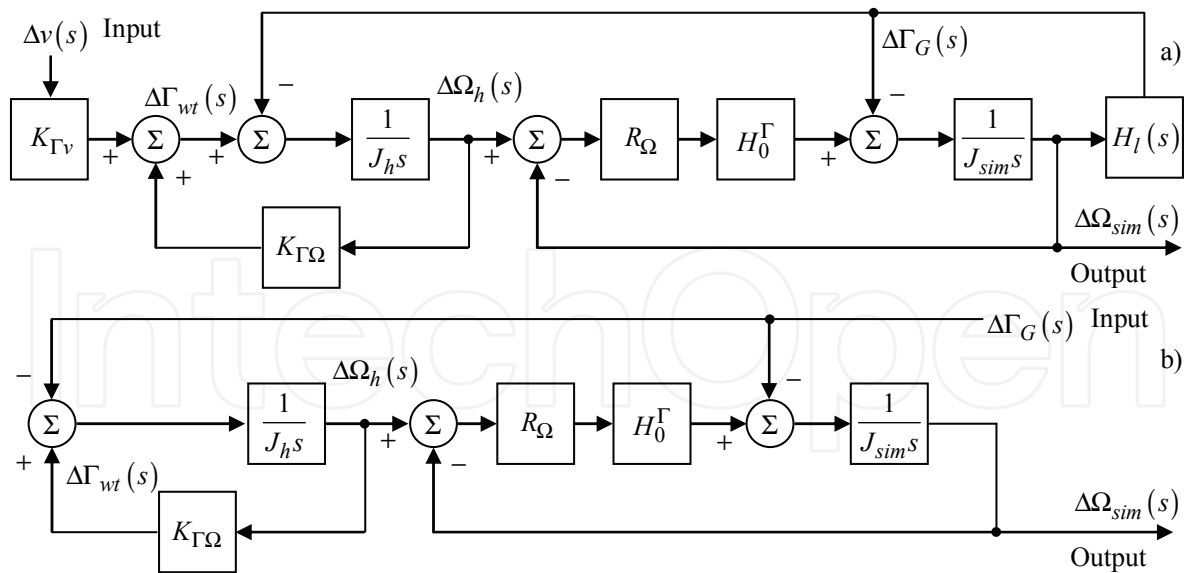 Δv(s) Input
ΔΓ_G(s)
a)
−
ΔΓ_wt(s)
ΔΩ_h(s)
−
K_Γv
+
Σ
+
Σ
1/(J_h s)
+
Σ
R_Ω
H_0^Γ
+
Σ
1/(J_sim s)
H_l(s)
+
−
K_ΓΩ
ΔΩ_sim(s)
Output
IntechOpen
ΔΓ_G(s) Input
b)
−
ΔΩ_h(s)
−
Σ
1/(J_h s)
+
Σ
R_Ω
H_0^Γ
+
Σ
1/(J_sim s)
+
ΔΓ_wt(s)
−
K_ΓΩ
ΔΩ_sim(s)
Output